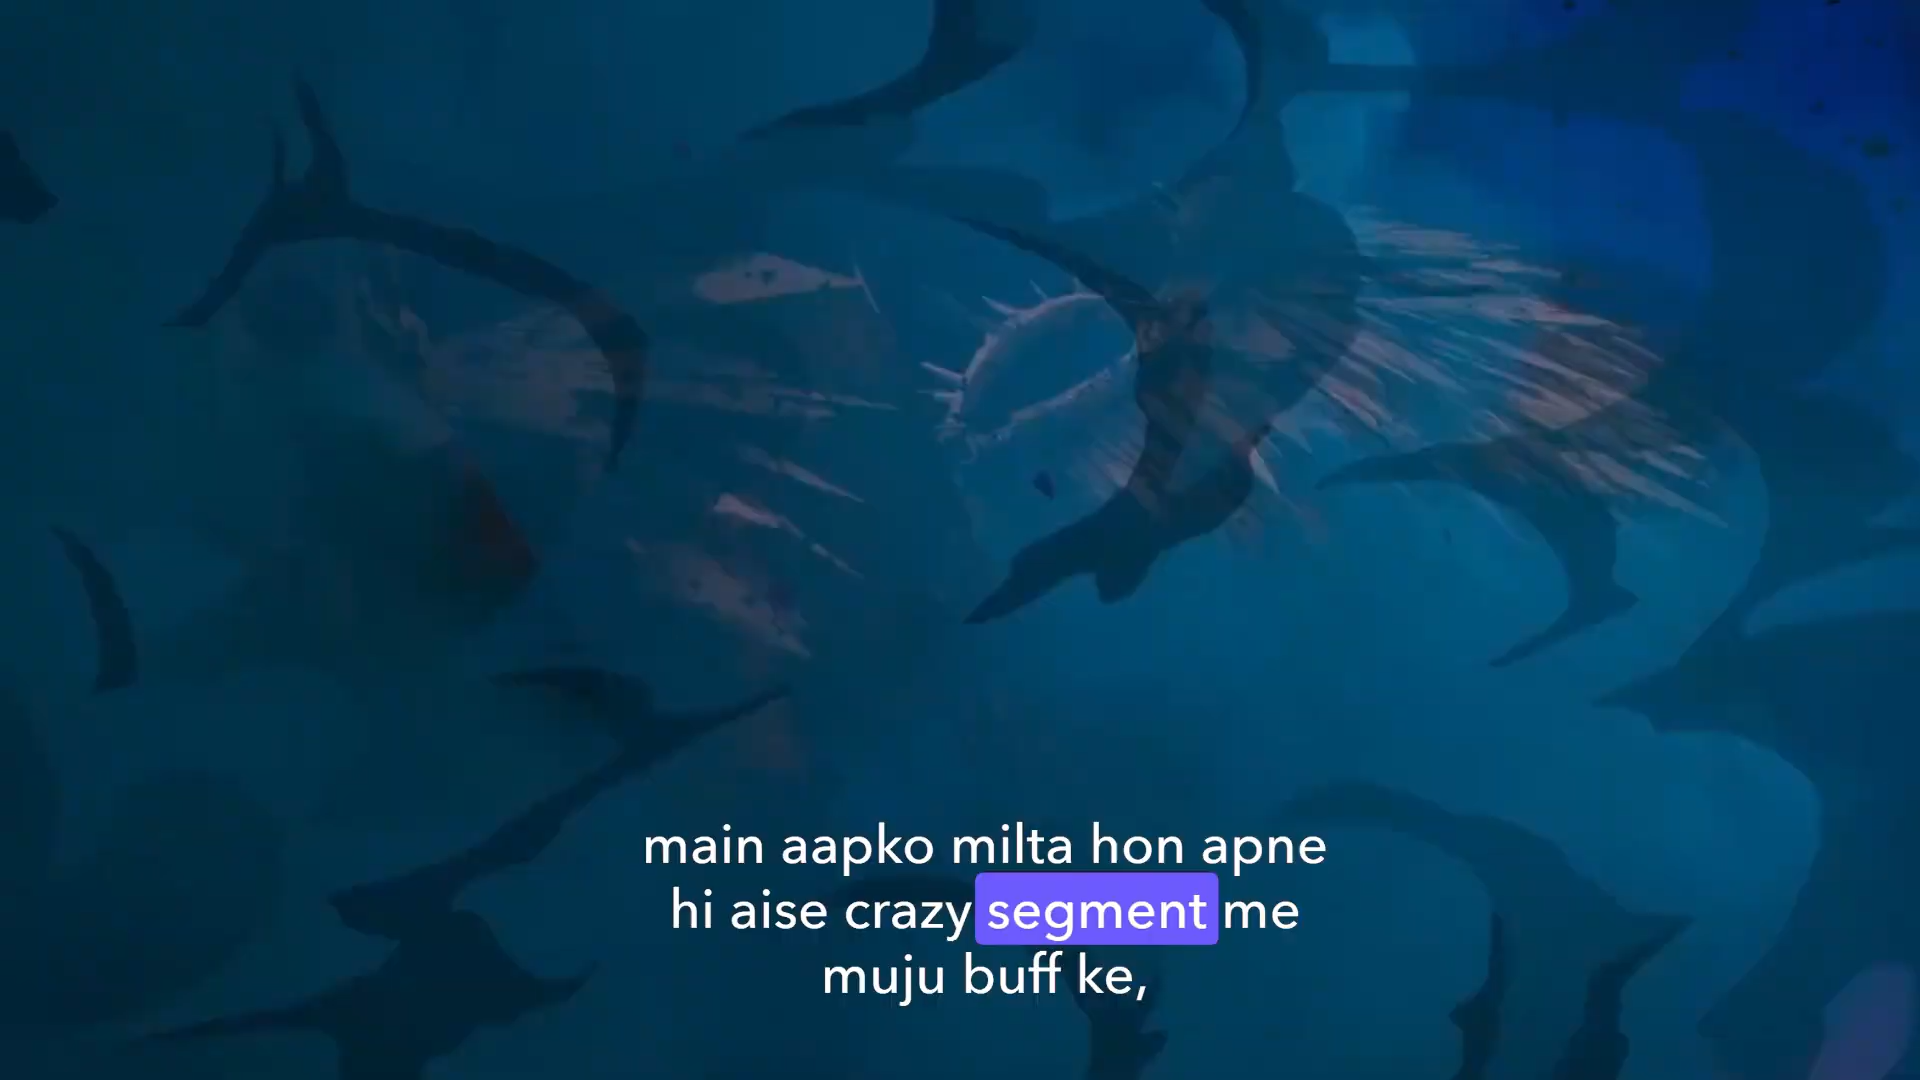 main aapko milta hon apne
hi aise crazy segment me
muju buff ke,